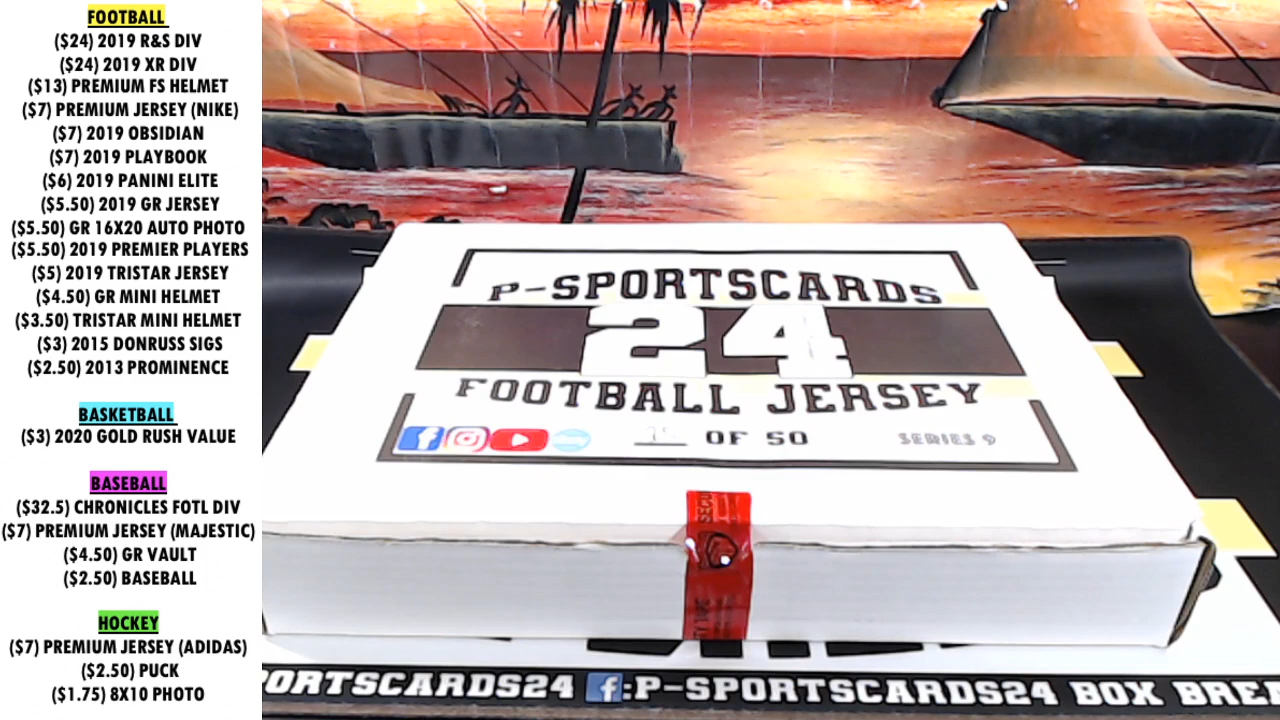 FOOTBALL
($24) 2019 R&S DIV
($24) 2019 XR DIV
($13) PREMIUM FS HELMET
($7) PREMIUM JERSEY (NIKE)
($7) 2019 OBSIDIAN
($7) 2019 PLAYBOOK
($6) 2019 PANINI ELITE
($5.50) 2019 GR JERSEY
($5.50) GR 16X20 AUTO PHOTO
($5.50) 2019 PREMIER PLAYERS
($5) 2019 TRISTAR JERSEY
($4.50) GR MINI HELMET
($3.50) TRISTAR MINI HELMET
($3) 2015 DONRUSS SIGS
($2.50) 2013 PROMINENCE
BASKETBALL
($3) 2020 GOLD RUSH VALUE
BASEBALL
($32.5) CHRONICLES FOTL DIV
($7) PREMIUM JERSEY (MAJESTIC)
($4.50) GR VAULT
($2.50) BASEBALL
HOCKEY
($7) PREMIUM JERSEY (ADIDAS)
($2.50) PUCK
($1.75) 8X10 PHOTO
P-SPORTSCARDS
24
FOOTBALL JERSEY
OF 50
SERIES 9
ORTSCARDS24 f:P-SPORTSCARDS24 BOX BREA